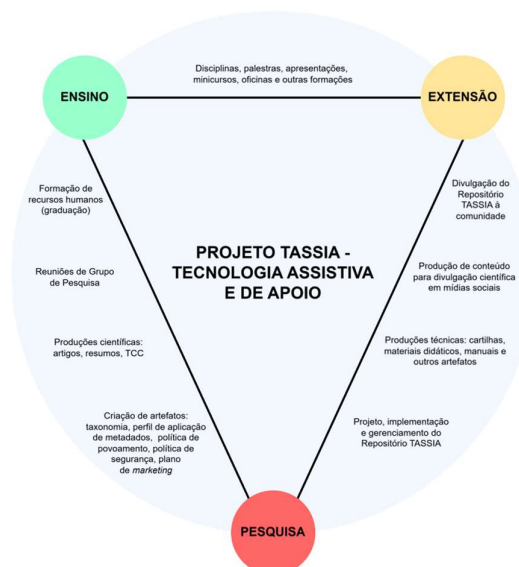 Disciplinas, palestras, apresentações,
minicursos, oficinas e outras formações
ENSINO
EXTENSÃO
Formação de
recursos humanos
(graduação)
Divulgação do
Repositório
TASSIA à
comunidade
PROJETO TASSIA -
TECNOLOGIA ASSISTIVA
E DE APOIO
Reuniões de Grupo
de Pesquisa
Produção de conteúdo
para divulgação científica
em mídias sociais
Produções científicas:
artigos, resumos, TCC
Produções técnicas: cartilhas,
materiais didáticos, manuais e
outros artefatos
Criação de artefatos:
taxonomia, perfil de aplicação
de metadados, política de
povoamento, política de
segurança, plano
de marketing
Projeto, implementação
e gerenciamento do
Repositório TASSIA
PESQUISA